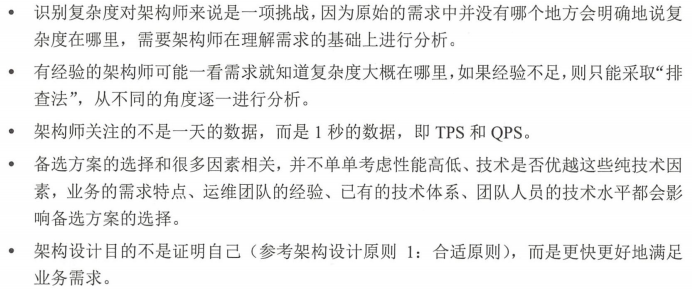 • 识别复杂度对架构师来说是一项挑战，因为原始的需求中并没有哪个地方会明确地说复
杂度在哪里，需要架构师在理解需求的基础上进行分析。
• 有经验的架构师可能一看需求就知道复杂度大概在哪里，如果经验不足，则只能采取“排
查法”，从不同的角度逐一进行分析。
• 架构师关注的不是一天的数据，而是 1 秒的数据，即 TPS 和 QPS。
• 备选方案的选择和很多因素相关，并不单单考虑性能高低、技术是否优越这些纯技术因
素，业务的需求特点、运维团队的经验、已有的技术体系、团队人员的技术水平都会影
响备选方案的选择。
• 架构设计目的不是证明自己（参考架构设计原则 1：合适原则），而是更快更好地满足
业务需求。